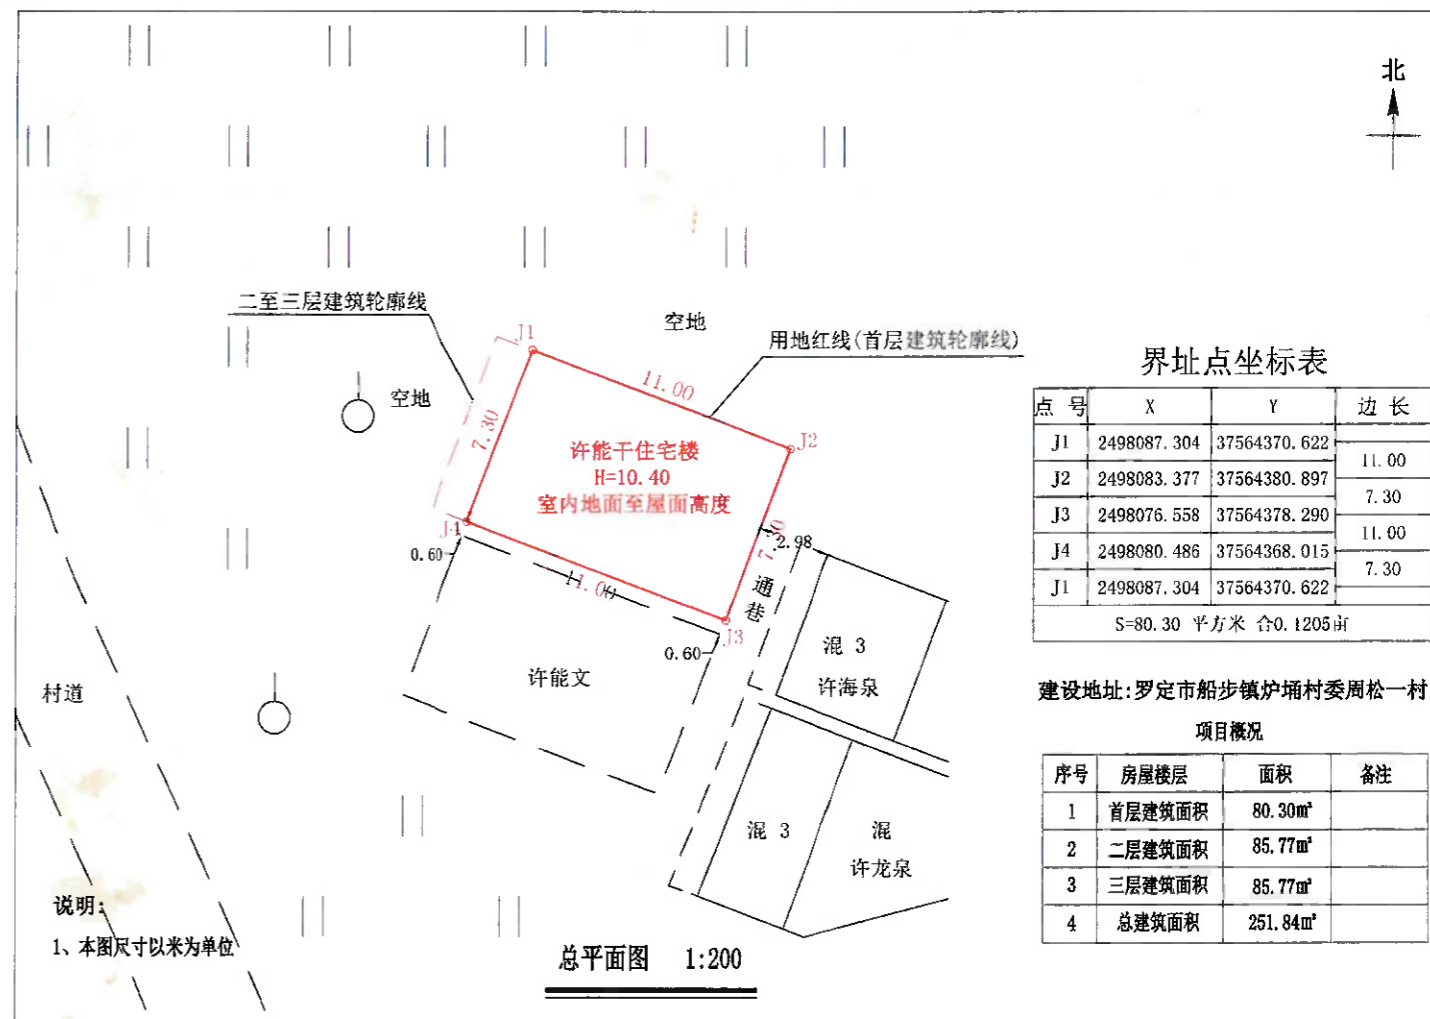 北
二至三层建筑轮廓线
空地
用地红线(首层建筑轮廓线)
J1
11.00
空地
7.30
J2
许能干住宅楼
H=10.40
室内地面至屋面高度
J4
7.30
2.98
0.60
11.00
通巷
J3
0.60
混 3
许海泉
许能文
村道
混 3
混
许龙泉
界址点坐标表
点 号 X Y 边 长
J1 2498087.304 37564370.622
11.00
J2 2498083.377 37564380.897
7.30
J3 2498076.558 37564378.290
11.00
J4 2498080.486 37564368.015
7.30
J1 2498087.304 37564370.622
S=80.30 平方米 合0.1205亩
建设地址:罗定市船步镇炉埇村委周松一村
项目概况
序号 房屋楼层 面积 备注
1 首层建筑面积 80.30㎡
2 二层建筑面积 85.77㎡
3 三层建筑面积 85.77㎡
4 总建筑面积 251.84㎡
说明:
1、本图尺寸以米为单位
总平面图 1:200